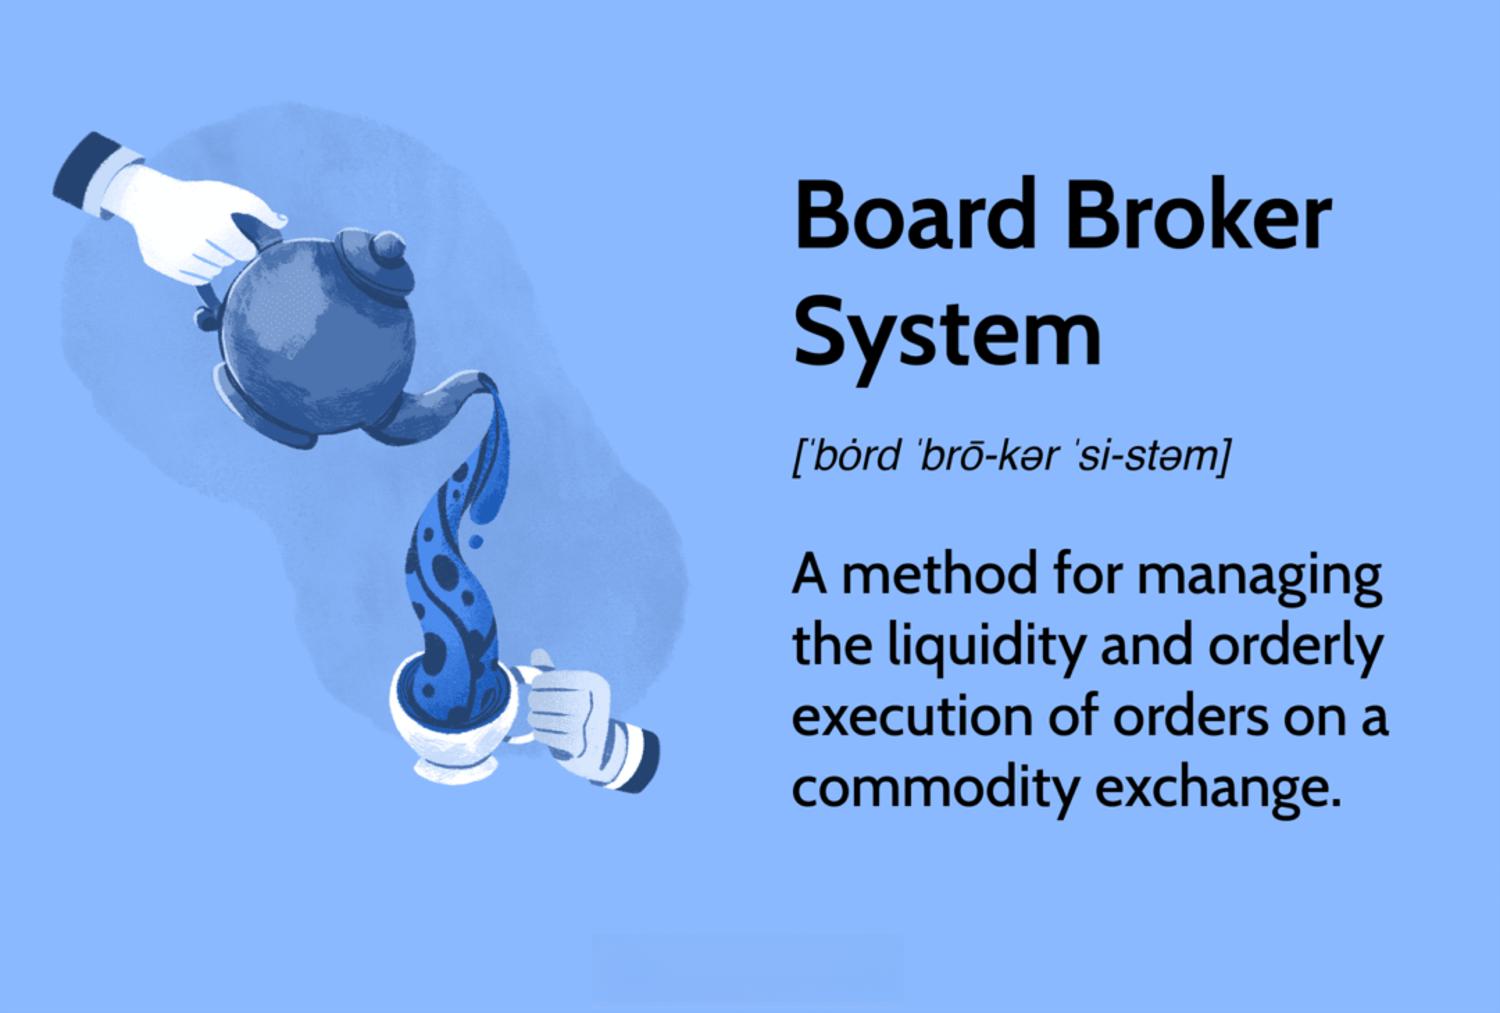 Board Broker
System
[ˈbȯrd ˈbrō-kər ˈsi-stəm]
A method for managing
the liquidity and orderly
execution of orders on a
commodity exchange.